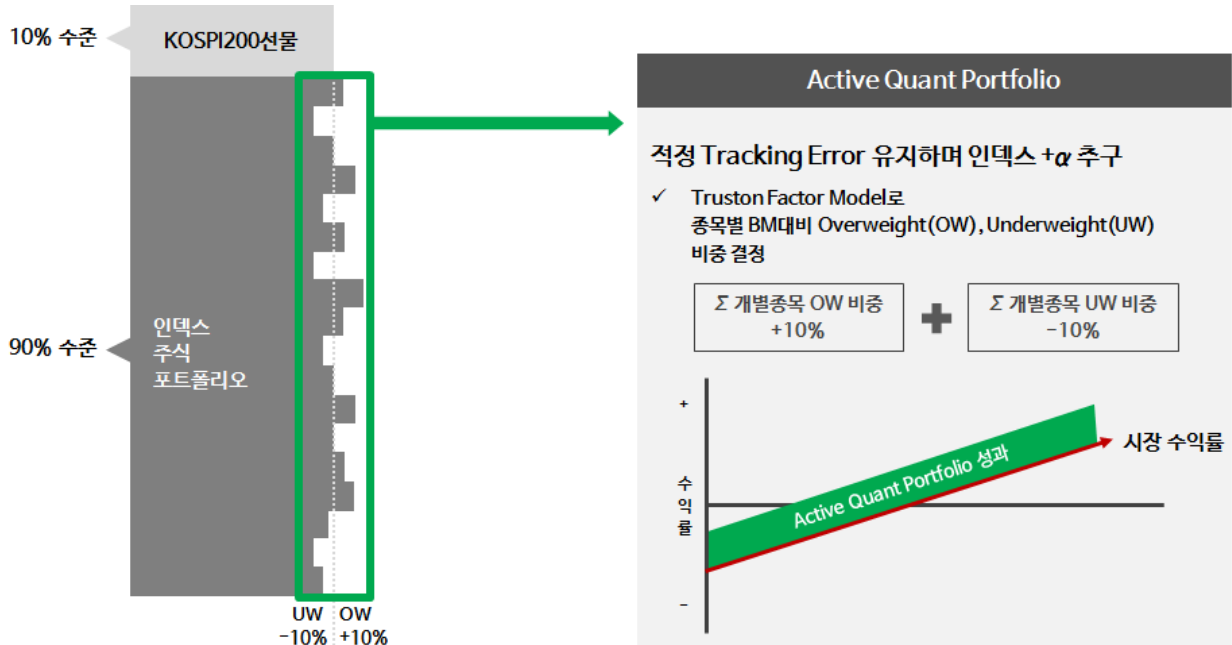 10% 수준
KOSPI200선물
90% 수준
인덱스
주식
포트폴리오
UW
-10%
OW
+10%
Active Quant Portfolio
적정 Tracking Error 유지하며 인덱스 +α 추구
✓ Truston Factor Model로
종목별 BM대비 Overweight(OW), Underweight(UW)
비중 결정
Σ 개별종목 OW 비중
+10%
Σ 개별종목 UW 비중
-10%
+
수익률
-
Active Quant Portfolio 성과
시장 수익률